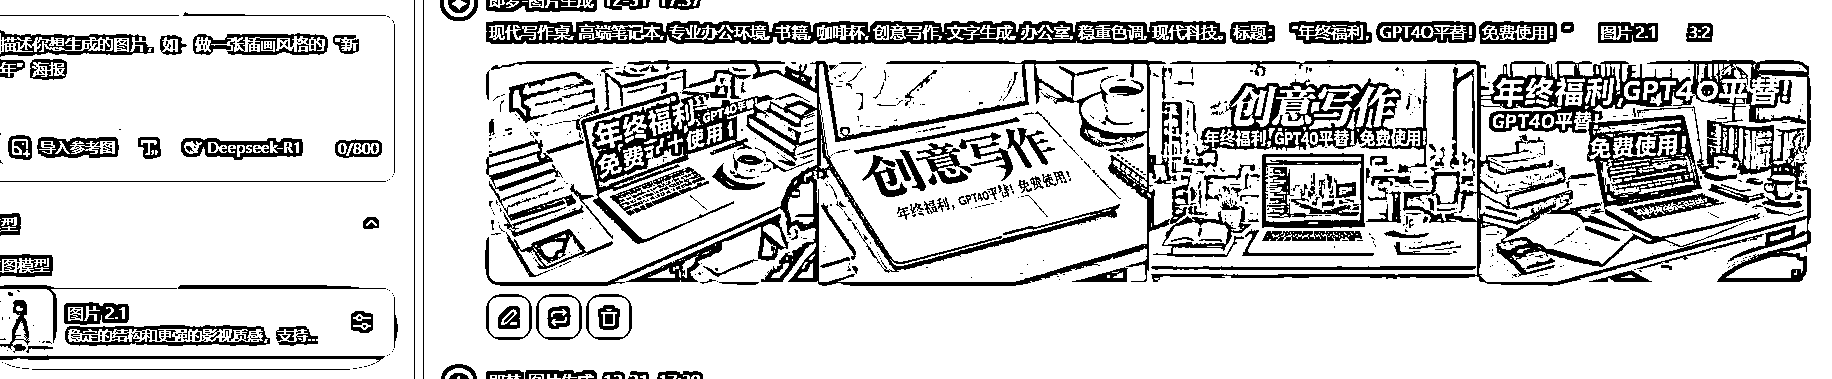 描述你想生成的图片，如：做一张插画风格的“新
年”海报
导入参考图
Deepseek-R1
0/800
型
图模型
图片 2.1
稳定的结构和更强的影视质感，支持...
现代写作桌, 高端笔记本, 专业办公环境, 书籍, 咖啡杯, 创意写作, 文字生成, 办公室, 稳重色调, 现代科技。标题：“年终福利，GPT4O平替！免费使用！” 图片 2.1 3:2
年终福利
免费
使用！
创意写作
年终福利，GPT4O平替！免费使用！
创意写作
年终福利，GPT4O平替！免费使用！
年终福利,GPT4O平替！
GPT4O平替！
免费使用！